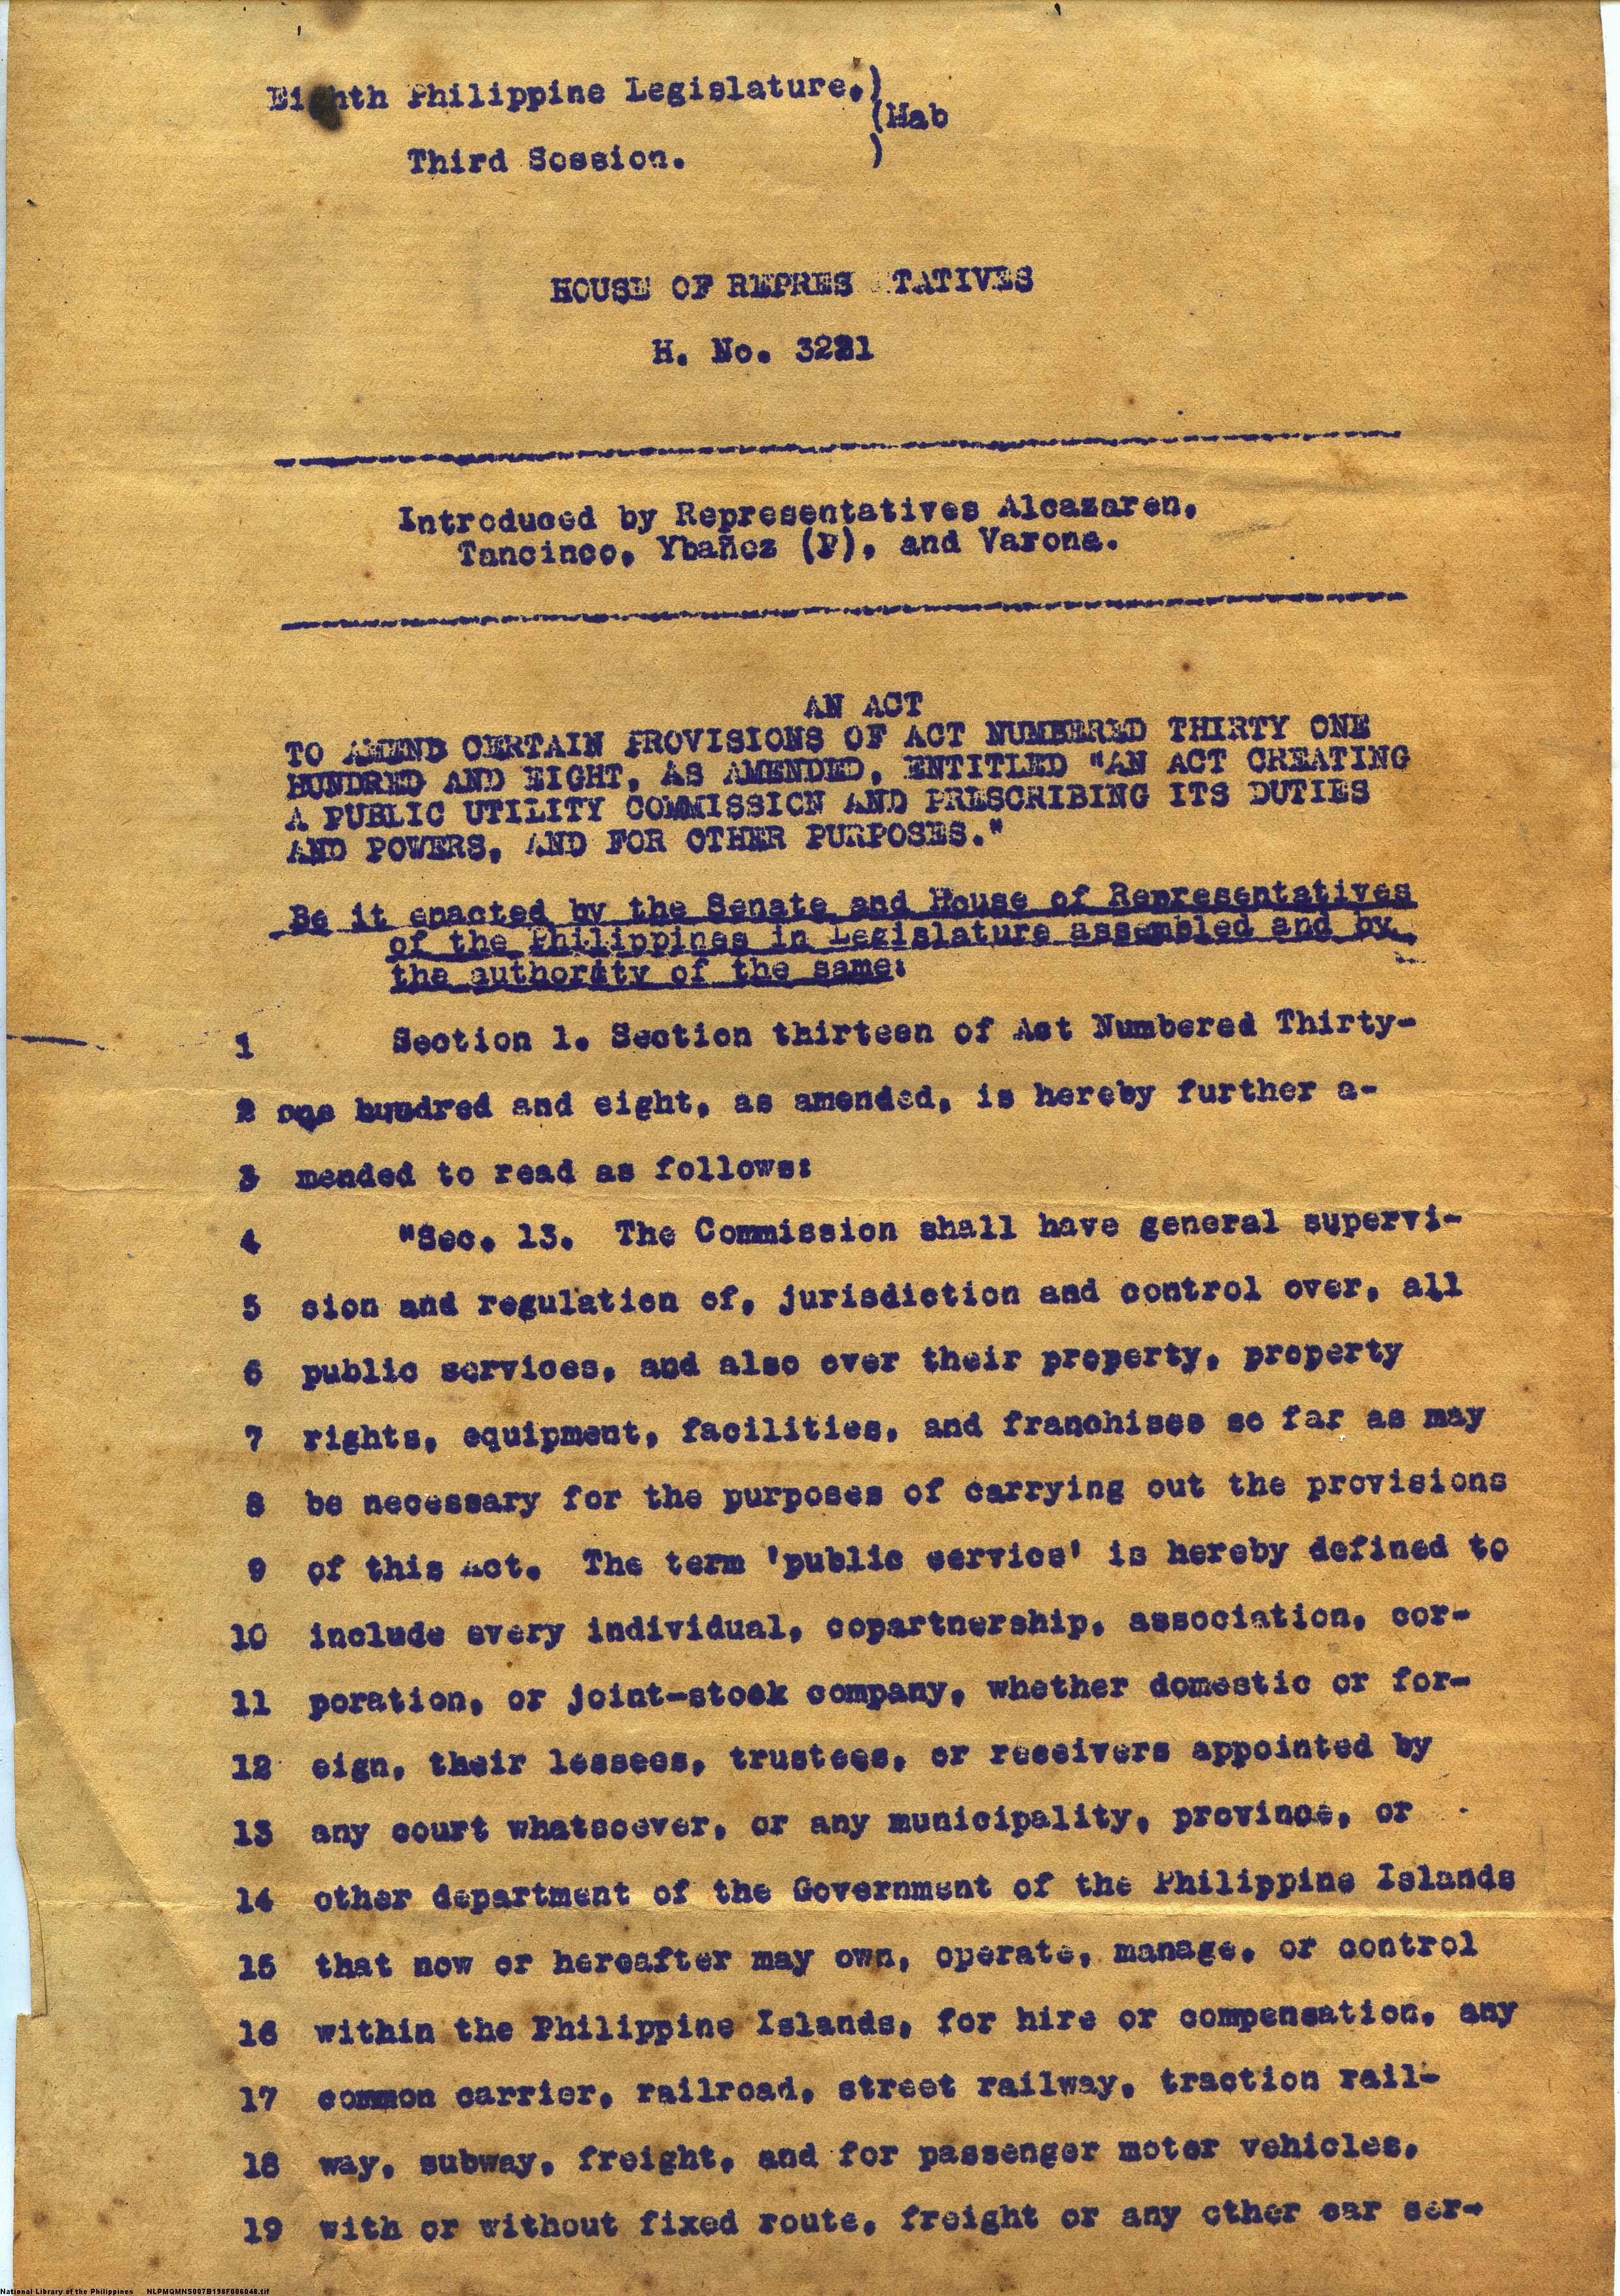 Eighth Philippine Legislature,)
(Hab
Third Session. )
HOUSE OF REPRES TATIVES
H. No. 3221
Introduced by Representatives Alcazaren,
Tancinco, Ybañez (P), and Varona.
AN ACT
TO AMEND CERTAIN PROVISIONS OF ACT NUMBERED THIRTY ONE
HUNDRED AND EIGHT, AS AMENDED, ENTITLED "AN ACT CREATING
A PUBLIC UTILITY COMMISSION AND PRESCRIBING ITS DUTIES
AND POWERS, AND FOR OTHER PURPOSES."
Be it enacted by the Senate and House of Representatives
of the Philippines in Legislature assembled and by
the authority of the same:
1 Section 1. Section thirteen of Act Numbered Thirty-
2 one hundred and eight, as amended, is hereby further a-
3 mended to read as follows:
4 "Sec. 13. The Commission shall have general supervi-
5 sion and regulation of, jurisdiction and control over, all
6 public services, and also over their property, property
7 rights, equipment, facilities, and franchises so far as may
8 be necessary for the purposes of carrying out the provisions
9 of this Act. The term 'public service' is hereby defined to
10 include every individual, copartnership, association, cor-
11 poration, or joint-stock company, whether domestic or for-
12 eign, their lessees, trustees, or receivers appointed by
13 any court whatsoever, or any municipality, province, or
14 other department of the Government of the Philippine Islands
15 that now or hereafter may own, operate, manage, or control
16 within the Philippine Islands, for hire or compensation, any
17 common carrier, railroad, street railway, traction rail-
18 way, subway, freight, and for passenger motor vehicles,
19 with or without fixed route, freight or any other car ser-
National Library of the Philippines NLPMQMNS007B198F006048.tif